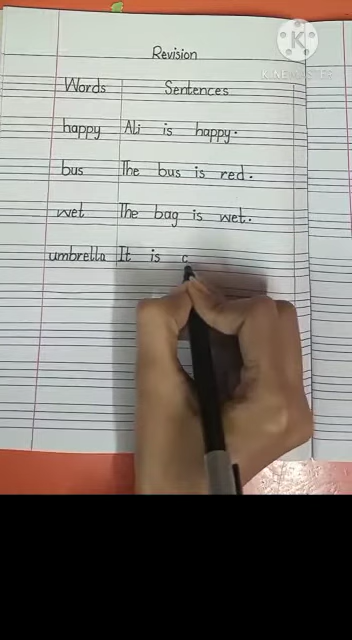 Revision
Words Sentences
happy Ali is happy.
bus The bus is red.
wet The bag is wet.
umbrella It is c
K
KINEMASTER